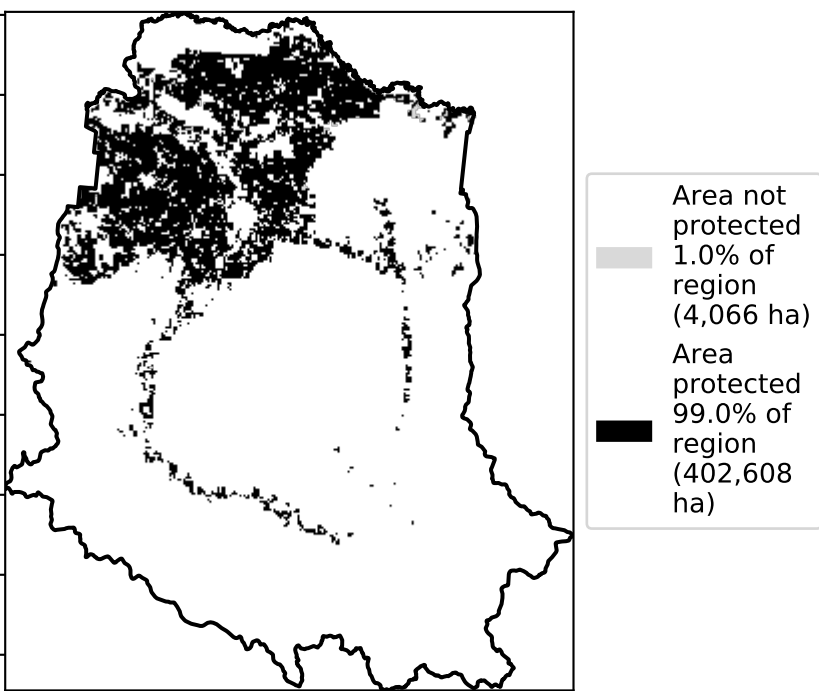 Area not
protected
1.0% of
region
(4,066 ha)
Area
protected
99.0% of
region
(402,608
ha)